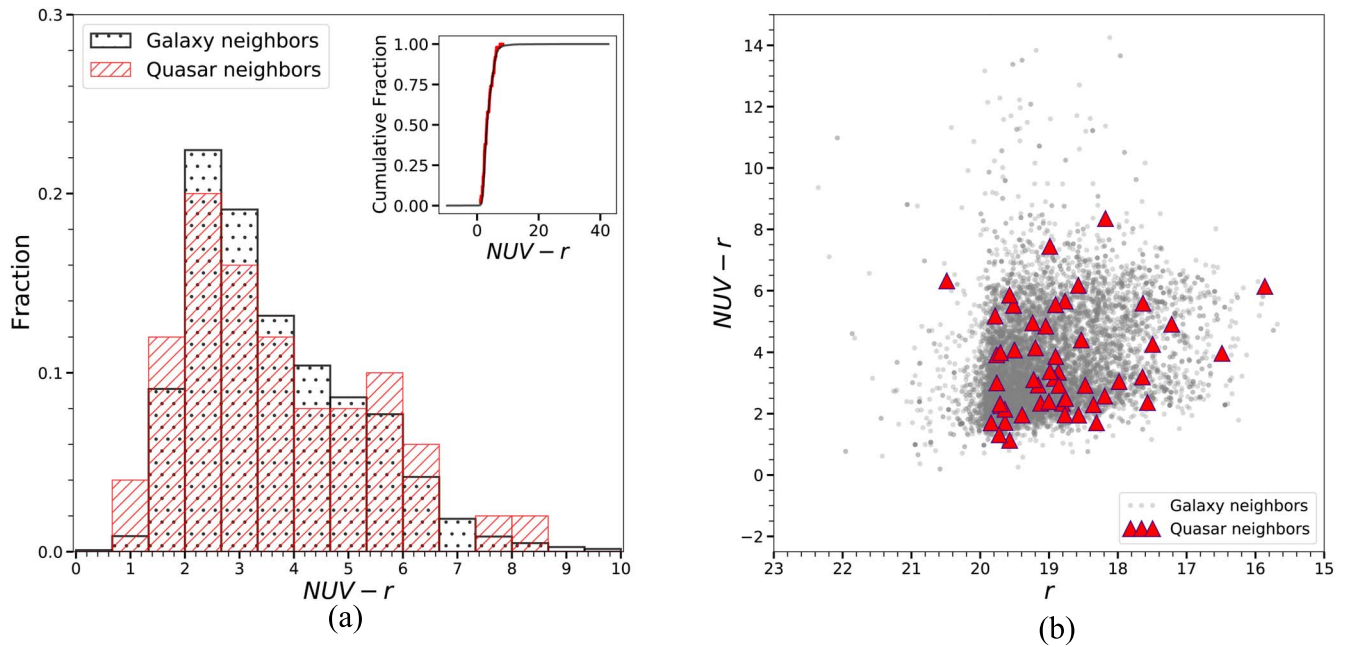 0.3
0.2
0.1
0.0
Fraction
Galaxy neighbors
Quasar neighbors
1.00
0.75
0.50
0.25
0.00
Cumulative Fraction
0 20 40
NUV − r
0 1 2 3 4 5 6 7 8 9 10
NUV − r
(a)
14
12
10
8
6
4
2
0
−2
NUV − r
Galaxy neighbors
Quasar neighbors
23 22 21 20 19 18 17 16 15
r
(b)